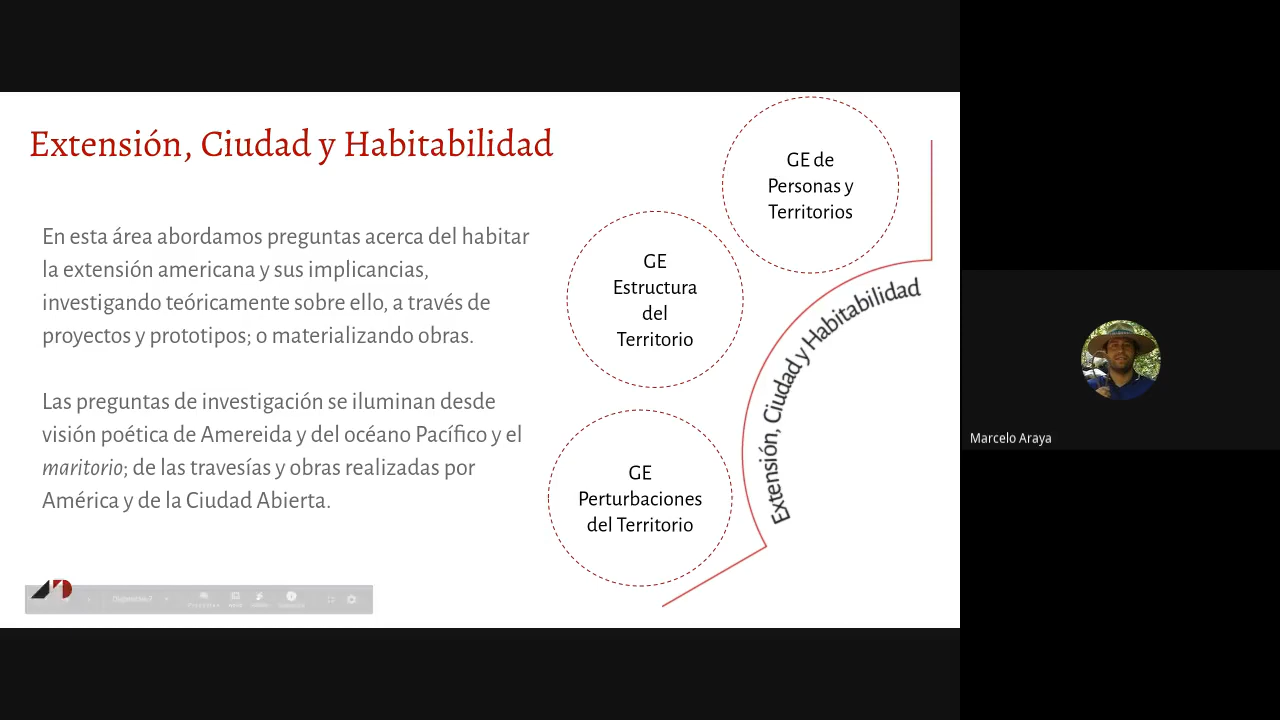 Extensión, Ciudad y Habitabilidad
En esta área abordamos preguntas acerca del habitar
la extensión americana y sus implicancias,
investigando teóricamente sobre ello, a través de
proyectos y prototipos; o materializando obras.
Las preguntas de investigación se iluminan desde
visión poética de Amereida y del océano Pacífico y el
maritorio; de las travesías y obras realizadas por
América y de la Ciudad Abierta.
GE de
Personas y
Territorios
GE
Estructura
del
Territorio
GE
Perturbaciones
del Territorio
Extensión, Ciudad y Habitabilidad
Marcelo Araya